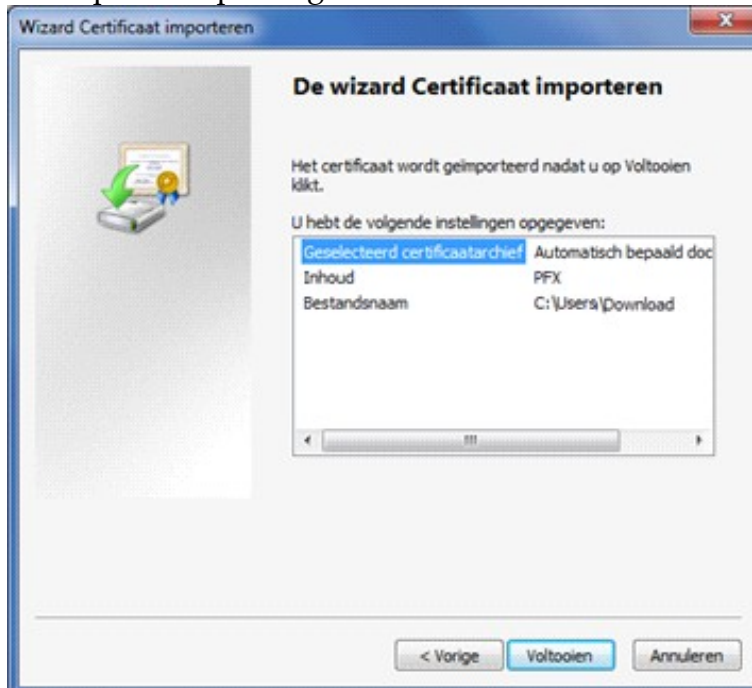 Wizard Certificaat importeren
X
De wizard Certificaat importeren
Het certificaat wordt geïmporteerd nadat u op Voltooien
klikt.
U hebt de volgende instellingen opgegeven:
Geselecteerd certificaatarchief Automatisch bepaald doc
Inhoud PFX
Bestandsnaam C:\Users\Download
< Vorige Voltooien Annuleren